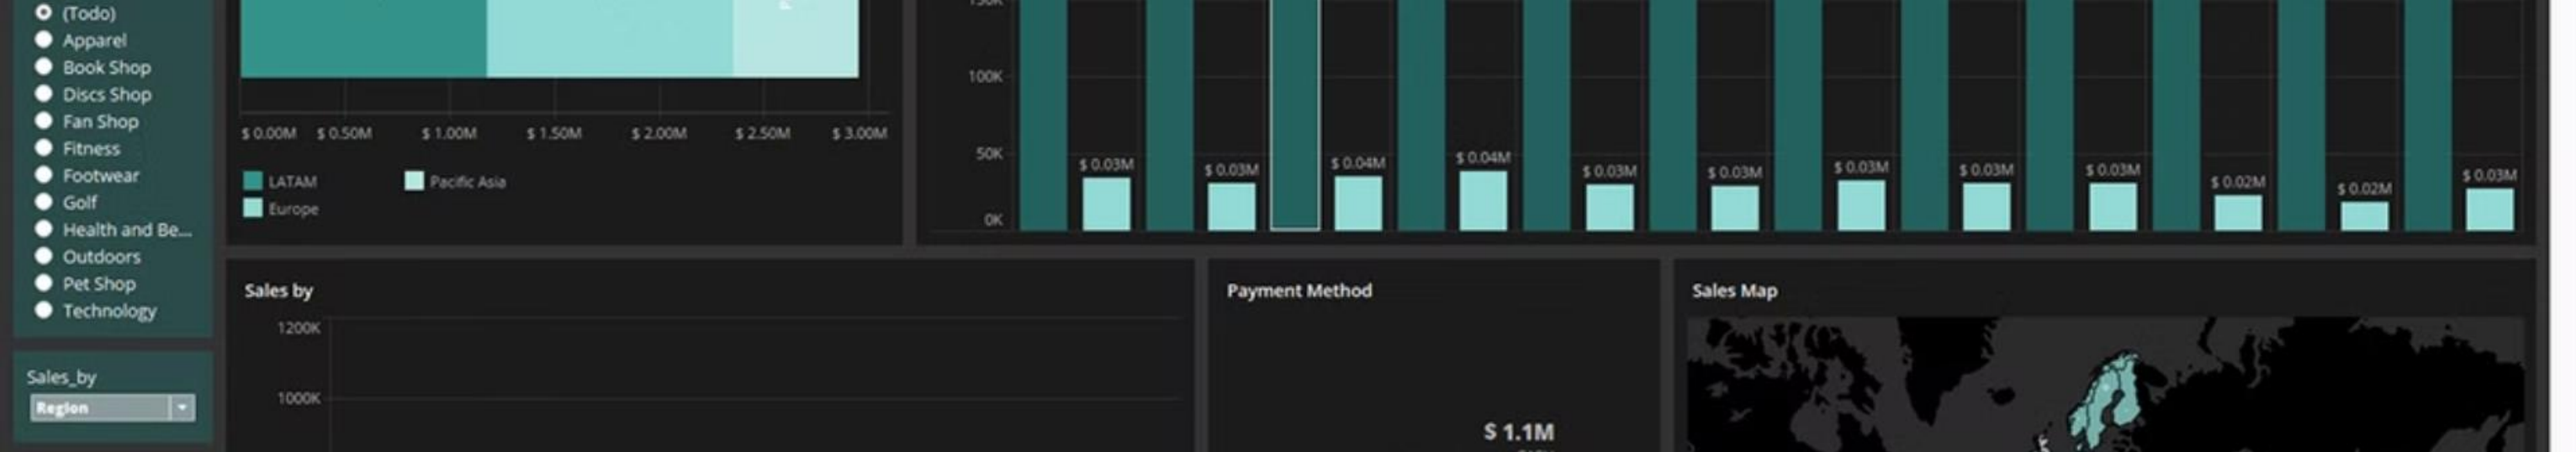 (Todo)
Apparel
Book Shop
Discs Shop
Fan Shop
Fitness
Footwear
Golf
Health and Be...
Outdoors
Pet Shop
Technology
Sales_by
Region
$ 0.00M $ 0.50M $ 1.00M $ 1.50M $ 2.00M $ 2.50M $ 3.00M
LATAM Pacific Asia
Europe
150K
100K
50K
0K
$ 0.03M $ 0.03M $ 0.04M $ 0.04M $ 0.03M $ 0.03M $ 0.03M $ 0.03M $ 0.03M $ 0.02M $ 0.02M $ 0.03M
Sales by
1200K
1000K
Payment Method
$ 1.1M
Sales Map